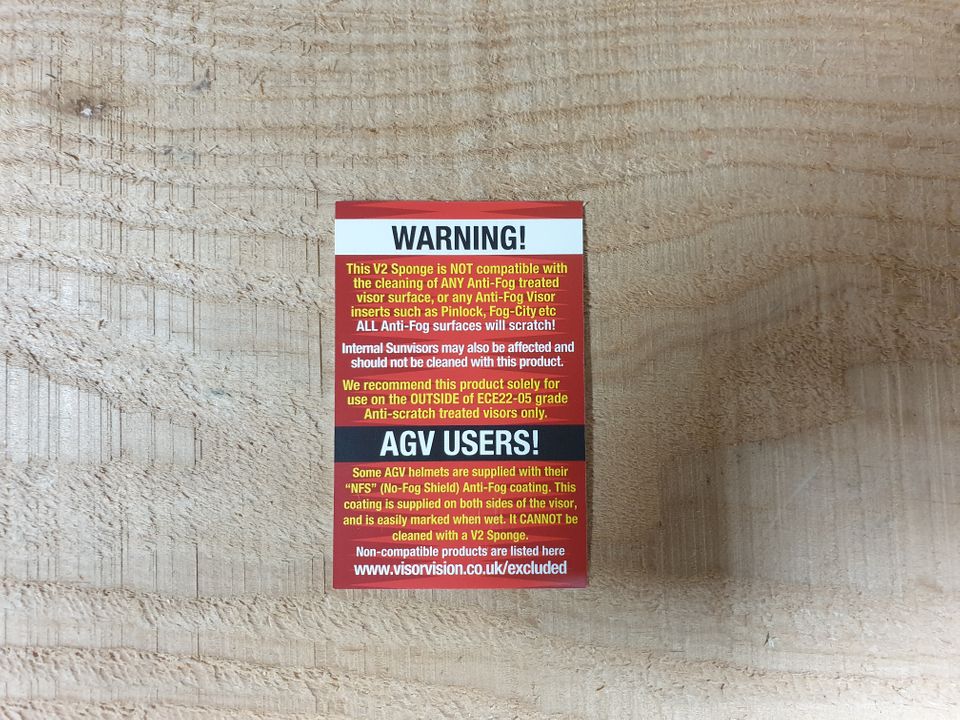 WARNING!
This V2 Sponge is NOT compatible with
the cleaning of ANY Anti-Fog treated
visor surface, or any Anti-Fog Visor
inserts such as Pinlock, Fog-City etc
ALL Anti-Fog surfaces will scratch!
Internal Sunvisors may also be affected and
should not be cleaned with this product.
We recommend this product solely for
use on the OUTSIDE of ECE22-05 grade
Anti-scratch treated visors only.
AGV USERS!
Some AGV helmets are supplied with their
“NFS” (No-Fog Shield) Anti-Fog coating. This
coating is supplied on both sides of the visor,
and is easily marked when wet. It CANNOT be
cleaned with a V2 Sponge.
Non-compatible products are listed here
www.visorvision.co.uk/excluded